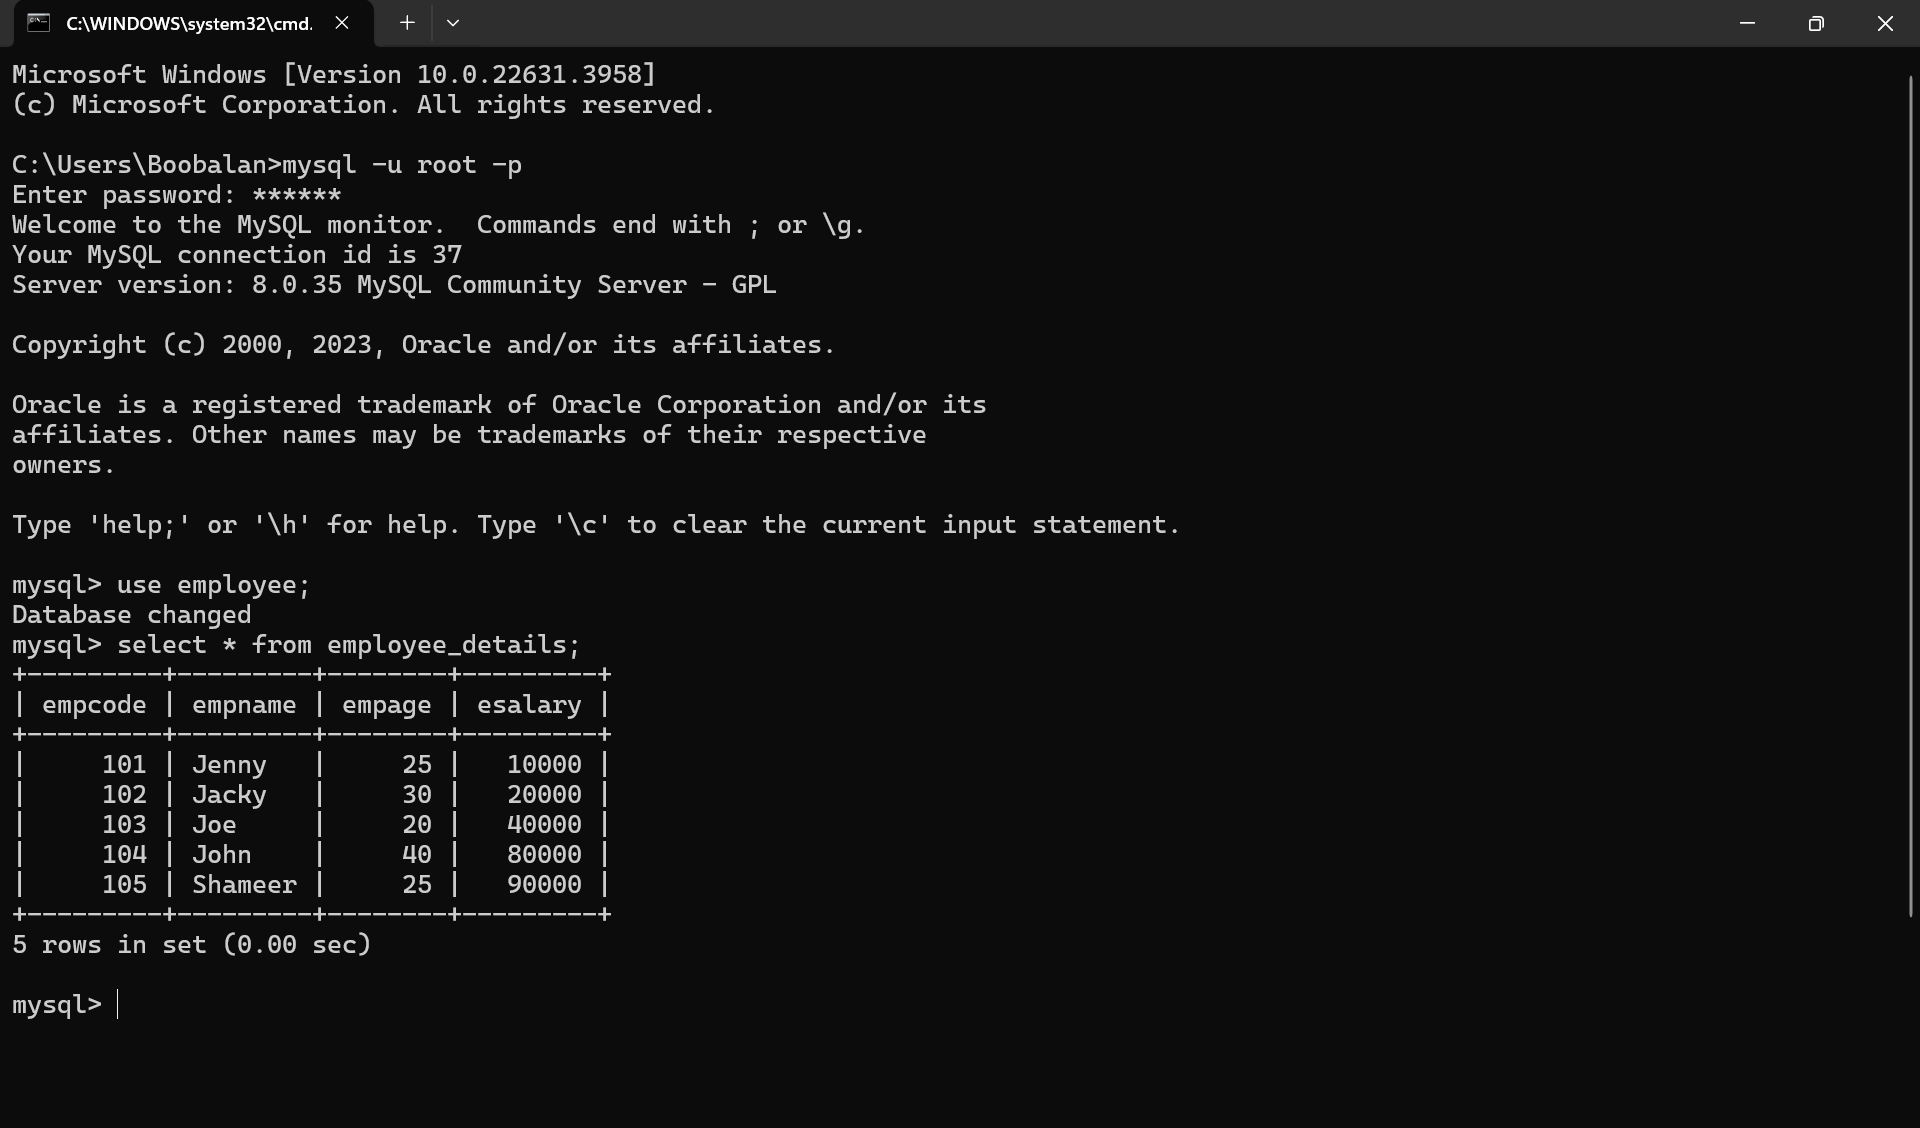 C:\WINDOWS\system32\cmd.
Microsoft Windows [Version 10.0.22631.3958]
(c) Microsoft Corporation. All rights reserved.
C:\Users\Boobalan>mysql -u root -p
Enter password: ******
Welcome to the MySQL monitor.  Commands end with ; or \g.
Your MySQL connection id is 37
Server version: 8.0.35 MySQL Community Server - GPL
Copyright (c) 2000, 2023, Oracle and/or its affiliates.
Oracle is a registered trademark of Oracle Corporation and/or its
affiliates. Other names may be trademarks of their respective
owners.
Type 'help;' or '\h' for help. Type '\c' to clear the current input statement.
mysql> use employee;
Database changed
mysql> select * from employee_details;
+---------+---------+--------+---------+
| empcode | empname | empage | esalary |
+---------+---------+--------+---------+
|     101 | Jenny   |     25 |   10000 |
|     102 | Jacky   |     30 |   20000 |
|     103 | Joe     |     20 |   40000 |
|     104 | John    |     40 |   80000 |
|     105 | Shameer |     25 |   90000 |
+---------+---------+--------+---------+
5 rows in set (0.00 sec)
mysql>